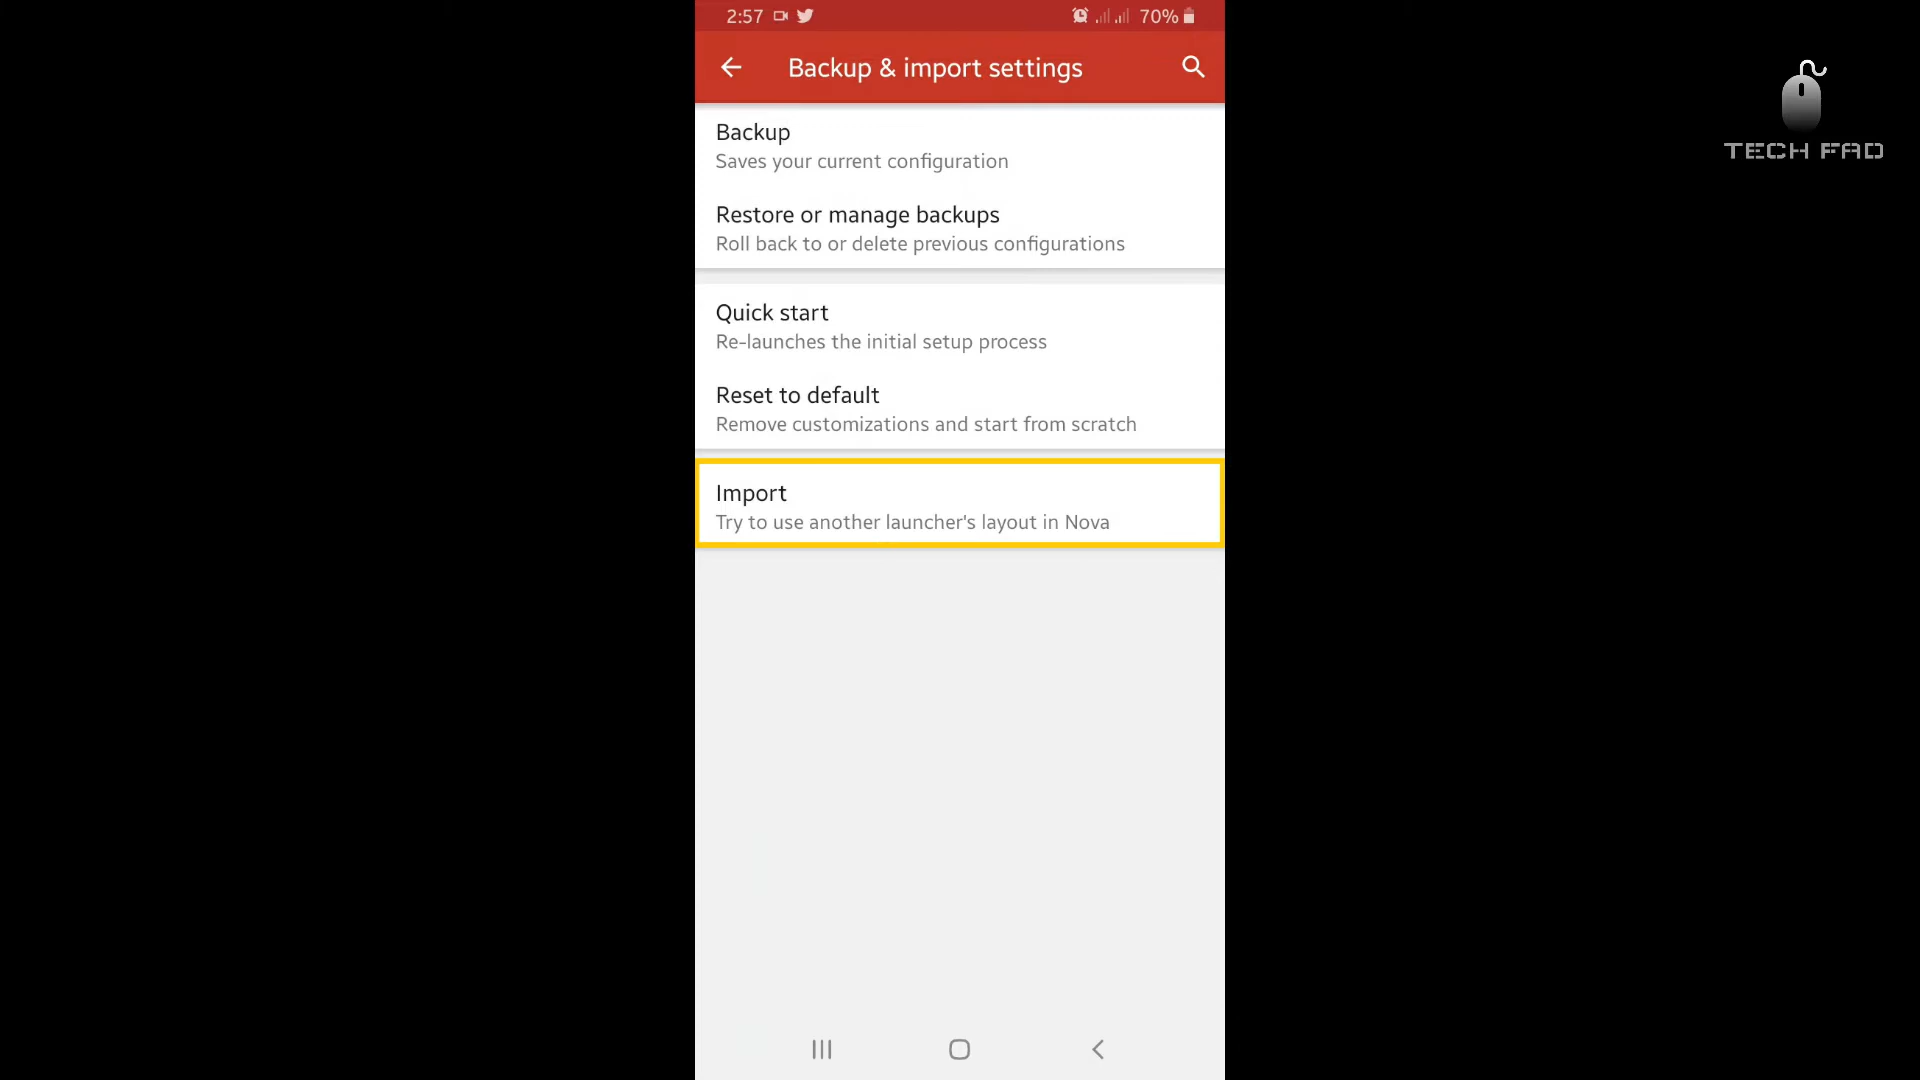 2:57
70%
Backup & import settings
TECH FAD
Backup
Saves your current configuration
Restore or manage backups
Roll back to or delete previous configurations
Quick start
Re-launches the initial setup process
Reset to default
Remove customizations and start from scratch
Import
Try to use another launcher's layout in Nova